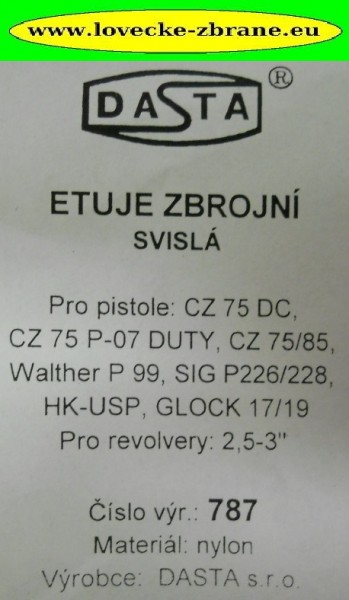 www.lovecke-zbrane.eu
DASTA ®
ETUJE ZBROJNÍ
SVISLÁ
Pro pistole: CZ 75 DC,
CZ 75 P-07 DUTY, CZ 75/85,
Walther P 99, SIG P226/228,
HK-USP, GLOCK 17/19
Pro revolvery: 2,5-3"
Číslo výr.: 787
Materiál: nylon
Výrobce: DASTA s.r.o.